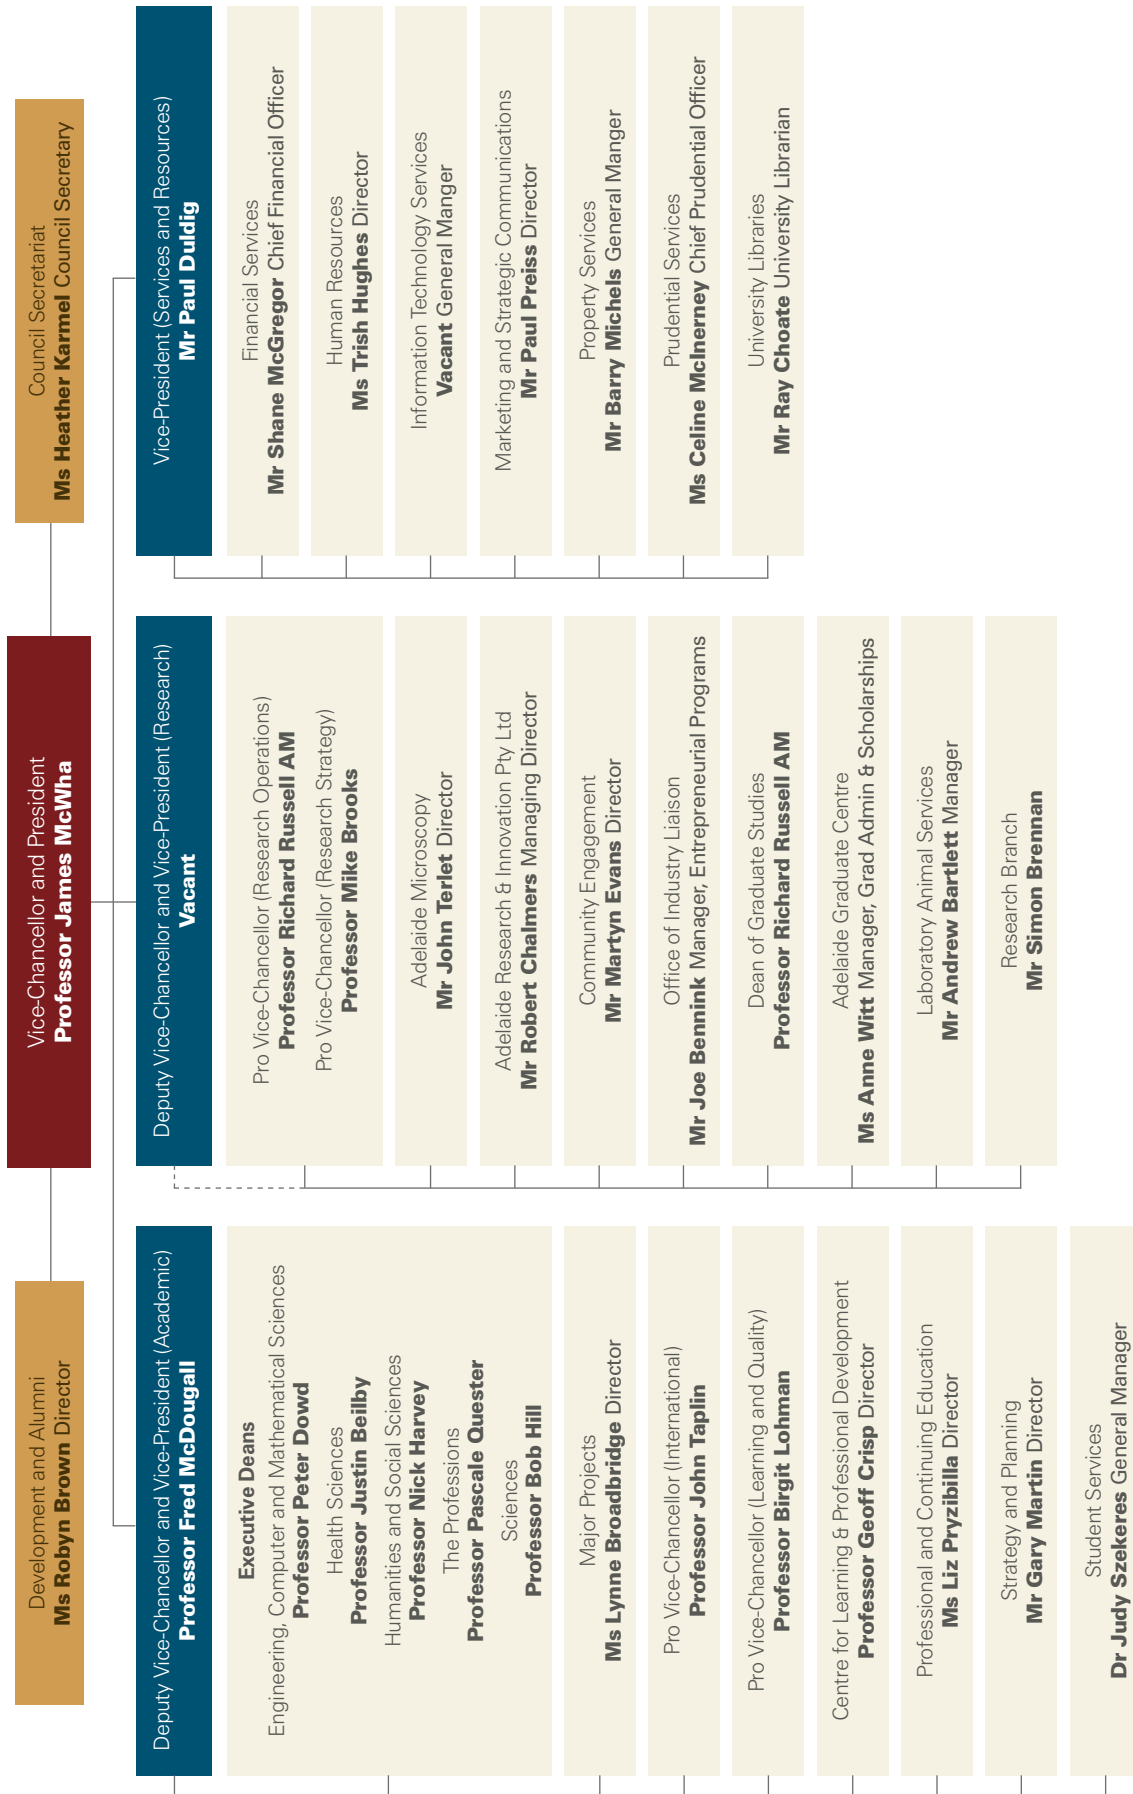 Development and Alumni
Ms Robyn Brown Director
Vice-Chancellor and President
Professor James McWha
Council Secretariat
Ms Heather Karmel Council Secretary
Deputy Vice-Chancellor and Vice-President (Academic)
Professor Fred McDougall
Executive Deans
Engineering, Computer and Mathematical Sciences
Professor Peter Dowd
Health Sciences
Professor Justin Beilby
Humanities and Social Sciences
Professor Nick Harvey
The Professions
Professor Pascale Quester
Sciences
Professor Bob Hill
Major Projects
Ms Lynne Broadbridge Director
Pro Vice-Chancellor (International)
Professor John Taplin
Pro Vice-Chancellor (Learning and Quality)
Professor Birgit Lohman
Centre for Learning & Professional Development
Professor Geoff Crisp Director
Professional and Continuing Education
Ms Liz Pryzibilla Director
Strategy and Planning
Mr Gary Martin Director
Student Services
Dr Judy Szekeres General Manager
Deputy Vice-Chancellor and Vice-President (Research)
Vacant
Pro Vice-Chancellor (Research Operations)
Professor Richard Russell AM
Pro Vice-Chancellor (Research Strategy)
Professor Mike Brooks
Adelaide Microscopy
Mr John Terlet Director
Adelaide Research & Innovation Pty Ltd
Mr Robert Chalmers Managing Director
Community Engagement
Mr Martyn Evans Director
Office of Industry Liaison
Mr Joe Bennink Manager, Entrepreneurial Programs
Dean of Graduate Studies
Professor Richard Russell AM
Adelaide Graduate Centre
Ms Anne Witt Manager, Grad Admin & Scholarships
Laboratory Animal Services
Mr Andrew Bartlett Manager
Research Branch
Mr Simon Brennan
Vice-President (Services and Resources)
Mr Paul Duldig
Financial Services
Mr Shane McGregor Chief Financial Officer
Human Resources
Ms Trish Hughes Director
Information Technology Services
Vacant General Manger
Marketing and Strategic Communications
Mr Paul Preiss Director
Property Services
Mr Barry Michels General Manger
Prudential Services
Ms Celine McInerney Chief Prudential Officer
University Libraries
Mr Ray Choate University Librarian